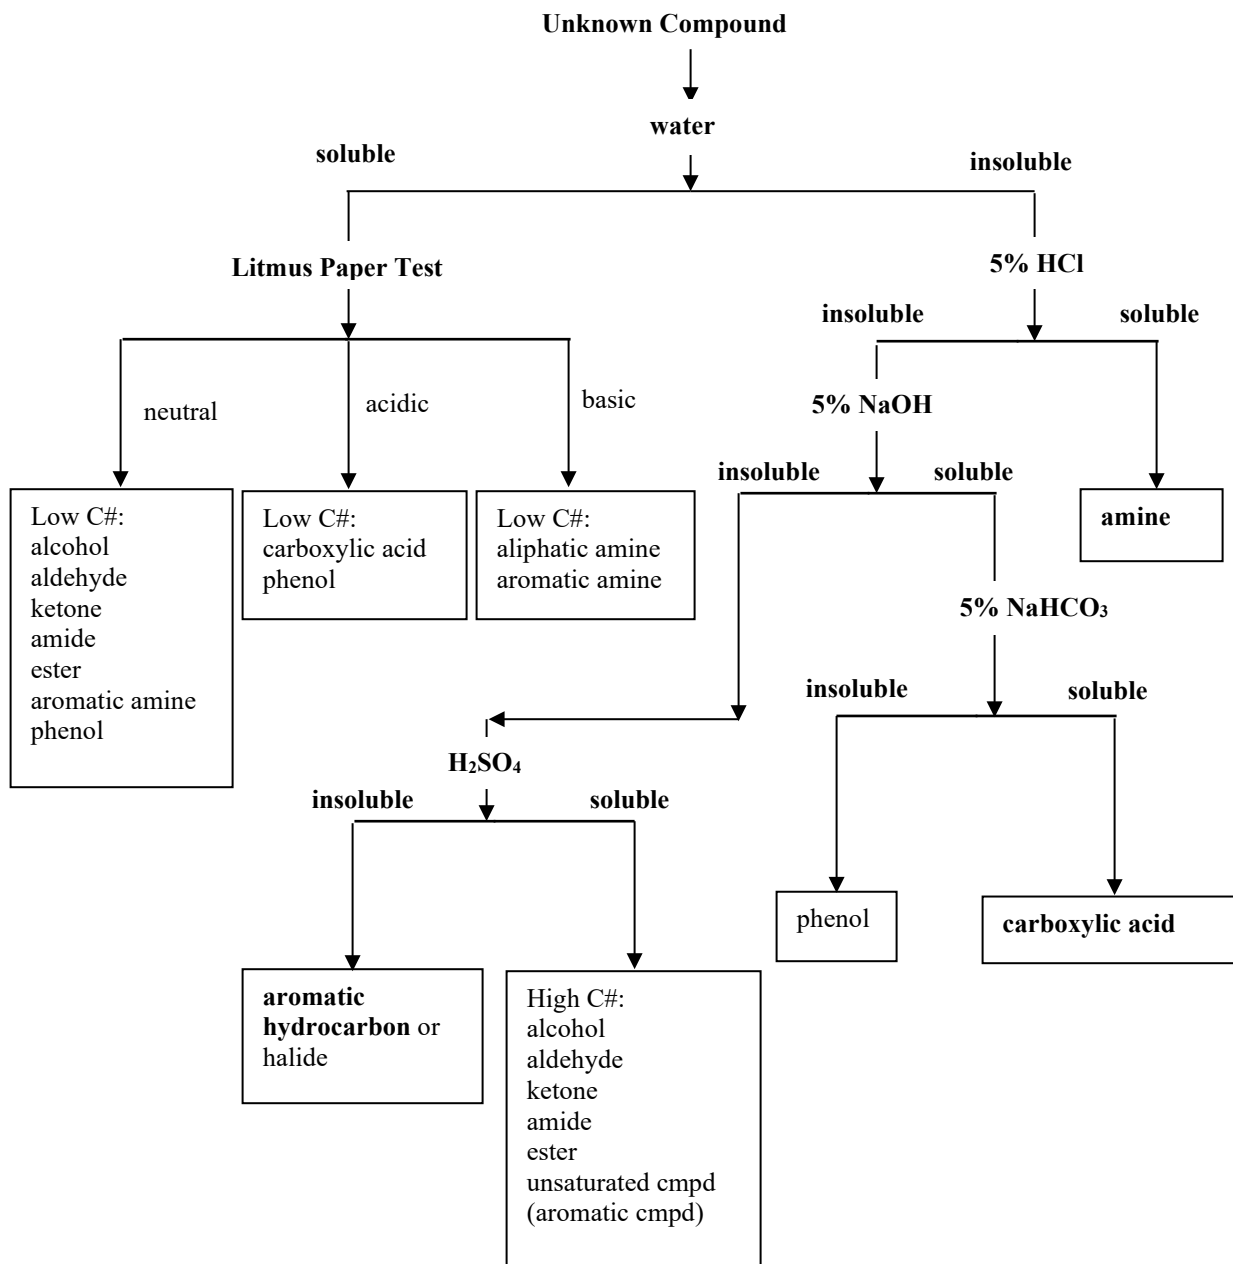 Unknown Compound
water
soluble
insoluble
Litmus Paper Test
5% HCl
insoluble
soluble
neutral
acidic
basic
5% NaOH
insoluble
soluble
Low C#:
alcohol
aldehyde
ketone
amide
ester
aromatic amine
phenol
Low C#:
carboxylic acid
phenol
Low C#:
aliphatic amine
aromatic amine
amine
5% NaHCO₃
insoluble
soluble
H₂SO₄
insoluble
soluble
phenol
carboxylic acid
aromatic
hydrocarbon or
halide
High C#:
alcohol
aldehyde
ketone
amide
ester
unsaturated cmpd
(aromatic cmpd)